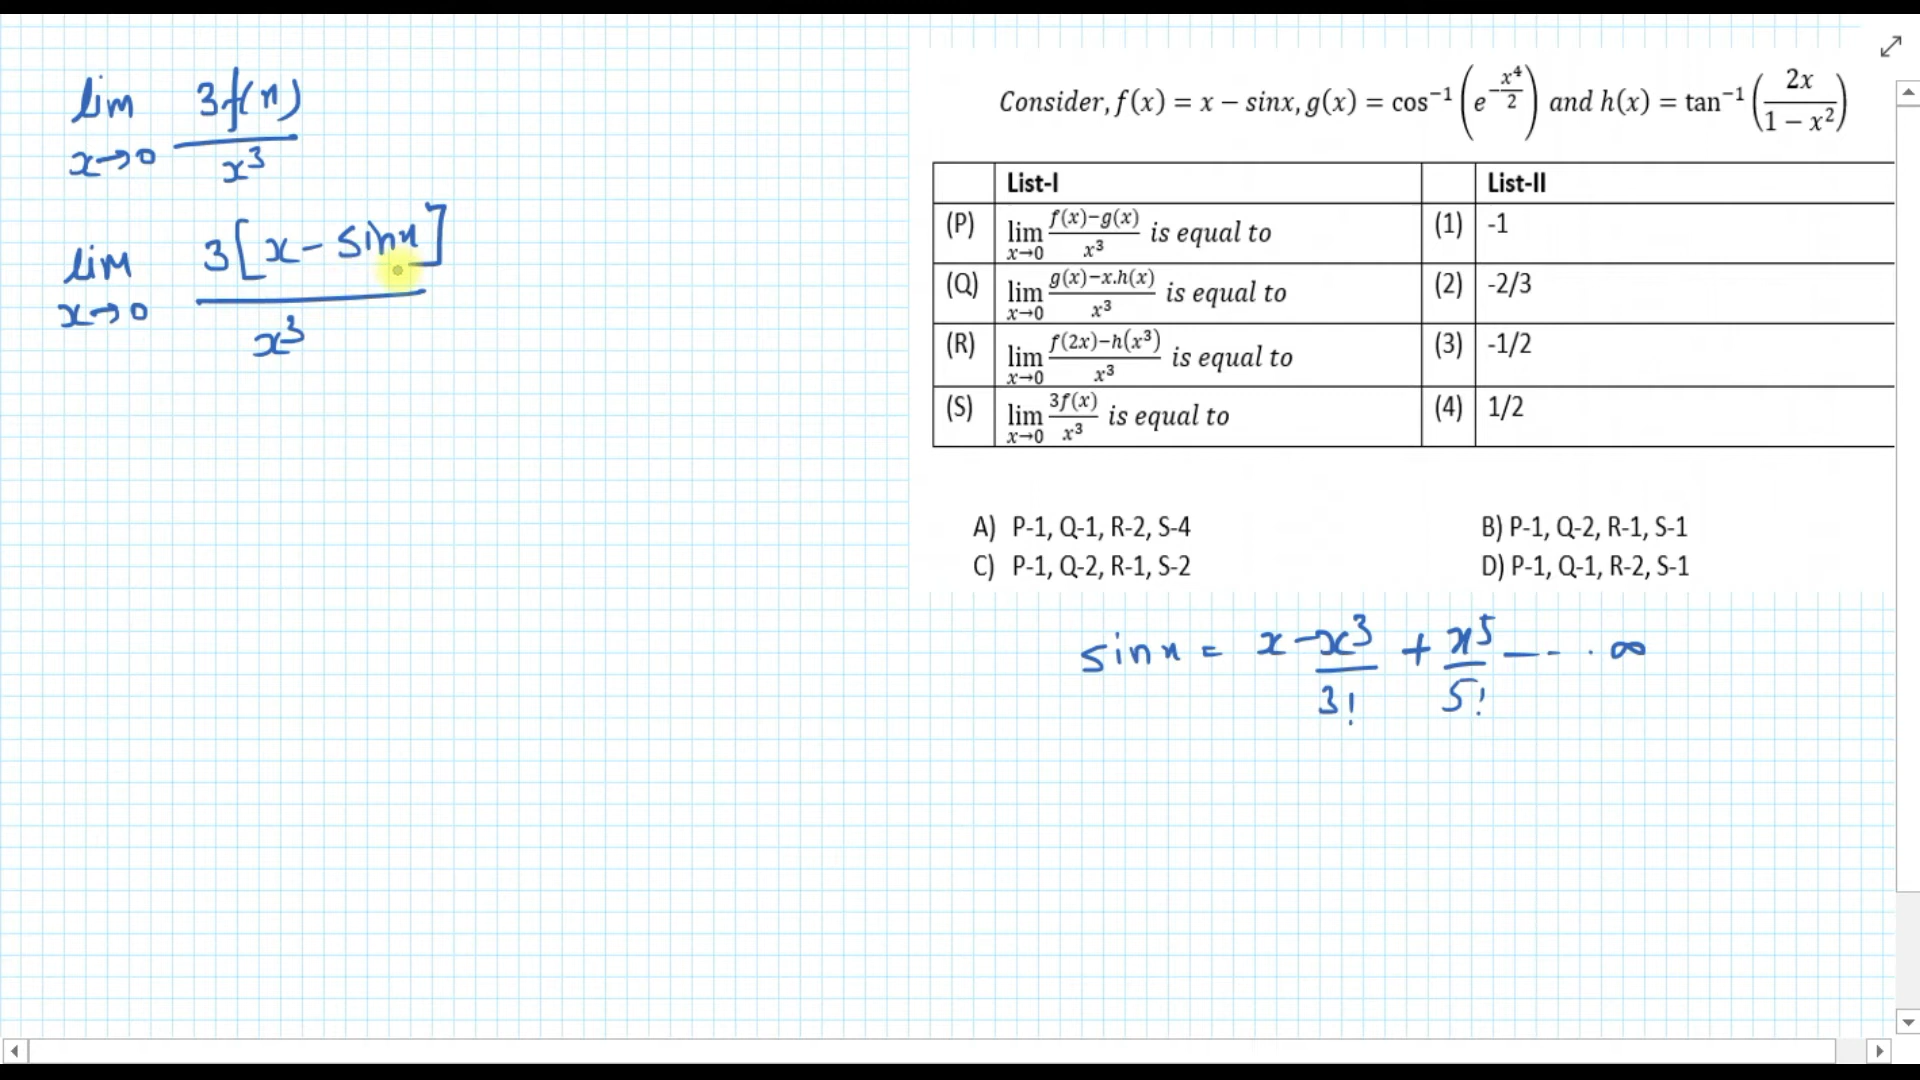 lim 3f(x)
x→0 x³
lim 3[x - sinx]
x→0 x³
Consider, f(x) = x − sinx, g(x) = cos⁻¹(e^(−x⁴/2)) and h(x) = tan⁻¹(2x/(1 − x²))
List-I List-II
(P) lim x→0 (f(x)−g(x))/x³ is equal to (1) -1
(Q) lim x→0 (g(x)−x.h(x))/x³ is equal to (2) -2/3
(R) lim x→0 (f(2x)−h(x³))/x³ is equal to (3) -1/2
(S) lim x→0 3f(x)/x³ is equal to (4) 1/2
A) P-1, Q-1, R-2, S-4 B) P-1, Q-2, R-1, S-1
C) P-1, Q-2, R-1, S-2 D) P-1, Q-1, R-2, S-1
sinx = x - x³/3! + x⁵/5! --- . . ∞